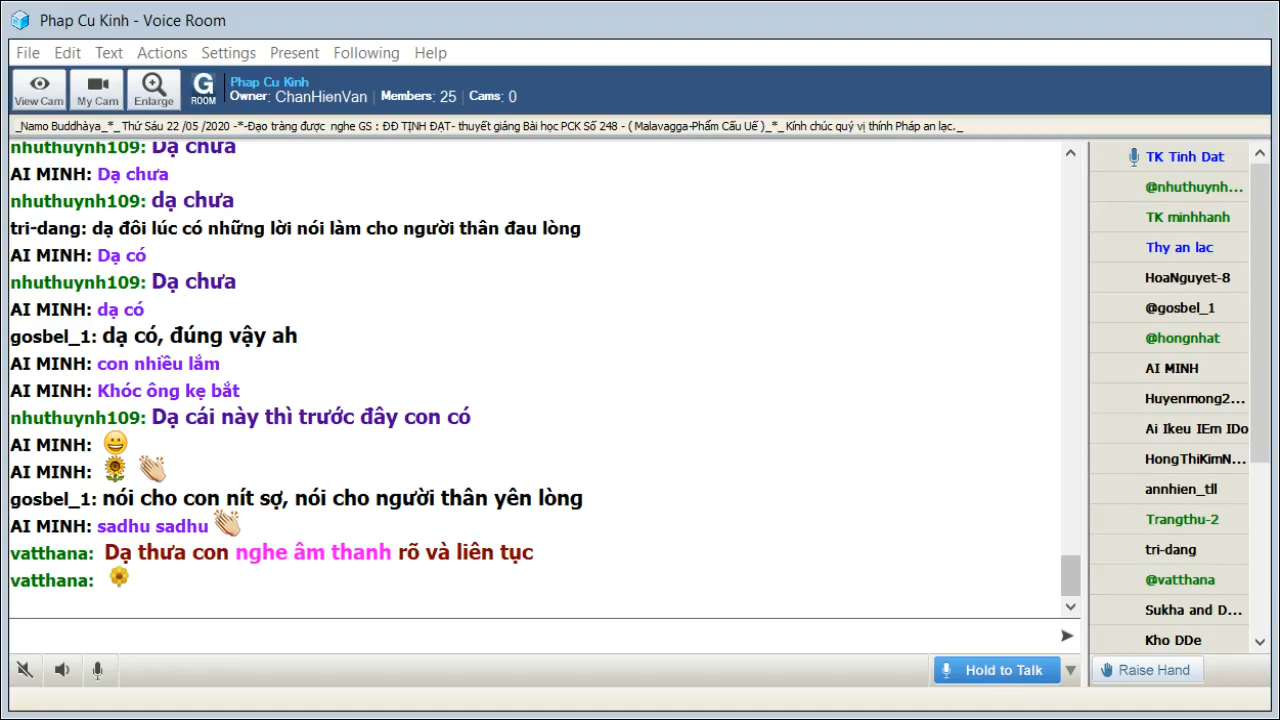 Phap Cu Kinh - Voice Room
File Edit Text Actions Settings Present Following Help
View Cam My Cam Enlarge G ROOM
Phap Cu Kinh
Owner: ChanHienVan | Members: 25 | Cams: 0
_Namo Buddhàya_*_Thứ Sáu 22 /05 /2020 -*-Đạo tràng được nghe GS : ĐĐ TỊNH ĐẠT- thuyết giảng Bài học PCK Số 248 - ( Malavagga-Phẩm Cấu Uế )_*_ Kính chúc quý vị thính Pháp an lạc._
nhuthuynh109: Dạ chưa
AI MINH: Dạ chưa
nhuthuynh109: dạ chưa
tri-dang: dạ đôi lúc có những lời nói làm cho người thân đau lòng
AI MINH: Dạ có
nhuthuynh109: Dạ chưa
AI MINH: dạ có
gosbel_1: dạ có, đúng vậy ah
AI MINH: con nhiều lắm
AI MINH: Khóc ông kẹ bắt
nhuthuynh109: Dạ cái này thì trước đây con có
AI MINH: 😀
AI MINH: 🌻 👏
gosbel_1: nói cho con nít sợ, nói cho người thân yên lòng
AI MINH: sadhu sadhu 👏
vatthana: Dạ thưa con nghe âm thanh rõ và liên tục
vatthana: 🌼
Hold to Talk
TK Tinh Dat
@nhuthuynh...
TK minhhanh
Thy an lac
HoaNguyet-8
@gosbel_1
@hongnhat
AI MINH
Huyenmong2...
Ai Ikeu IEm IDo
HongThiKimN...
annhien_tll
Trangthu-2
tri-dang
@vatthana
Sukha and D...
Kho DDe
Raise Hand